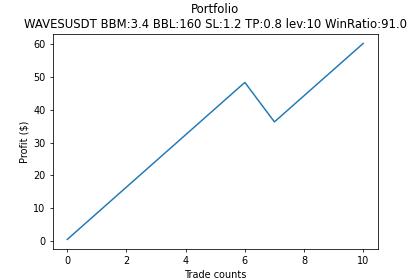 Portfolio
WAVESUSDT BBM:3.4 BBL:160 SL:1.2 TP:0.8 lev:10 WinRatio:91.0
60
50
40
30
20
10
0
Profit ($)
0 2 4 6 8 10
Trade counts